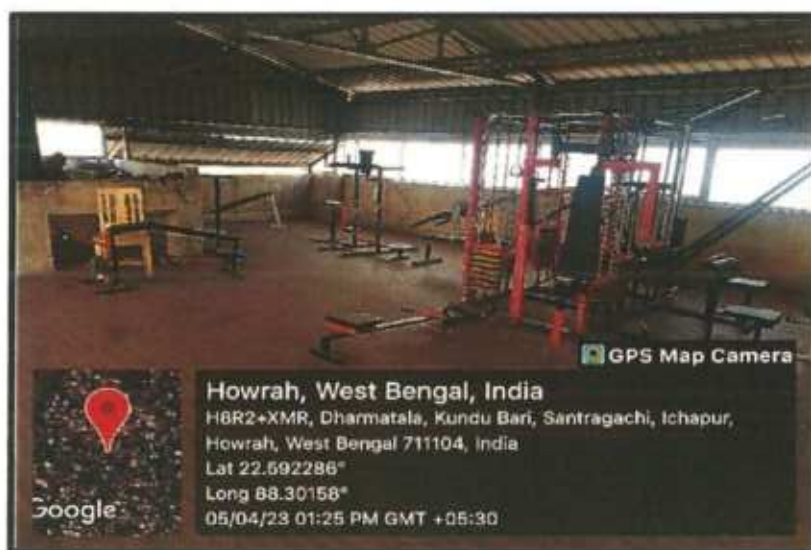 GPS Map Camera
Howrah, West Bengal, India
H8R2+XMR, Dharmatala, Kundu Bari, Santragachi, Ichapur,
Howrah, West Bengal 711104, India
Lat 22.592286°
Long 88.30158°
05/04/23 01:25 PM GMT +05:30
Google